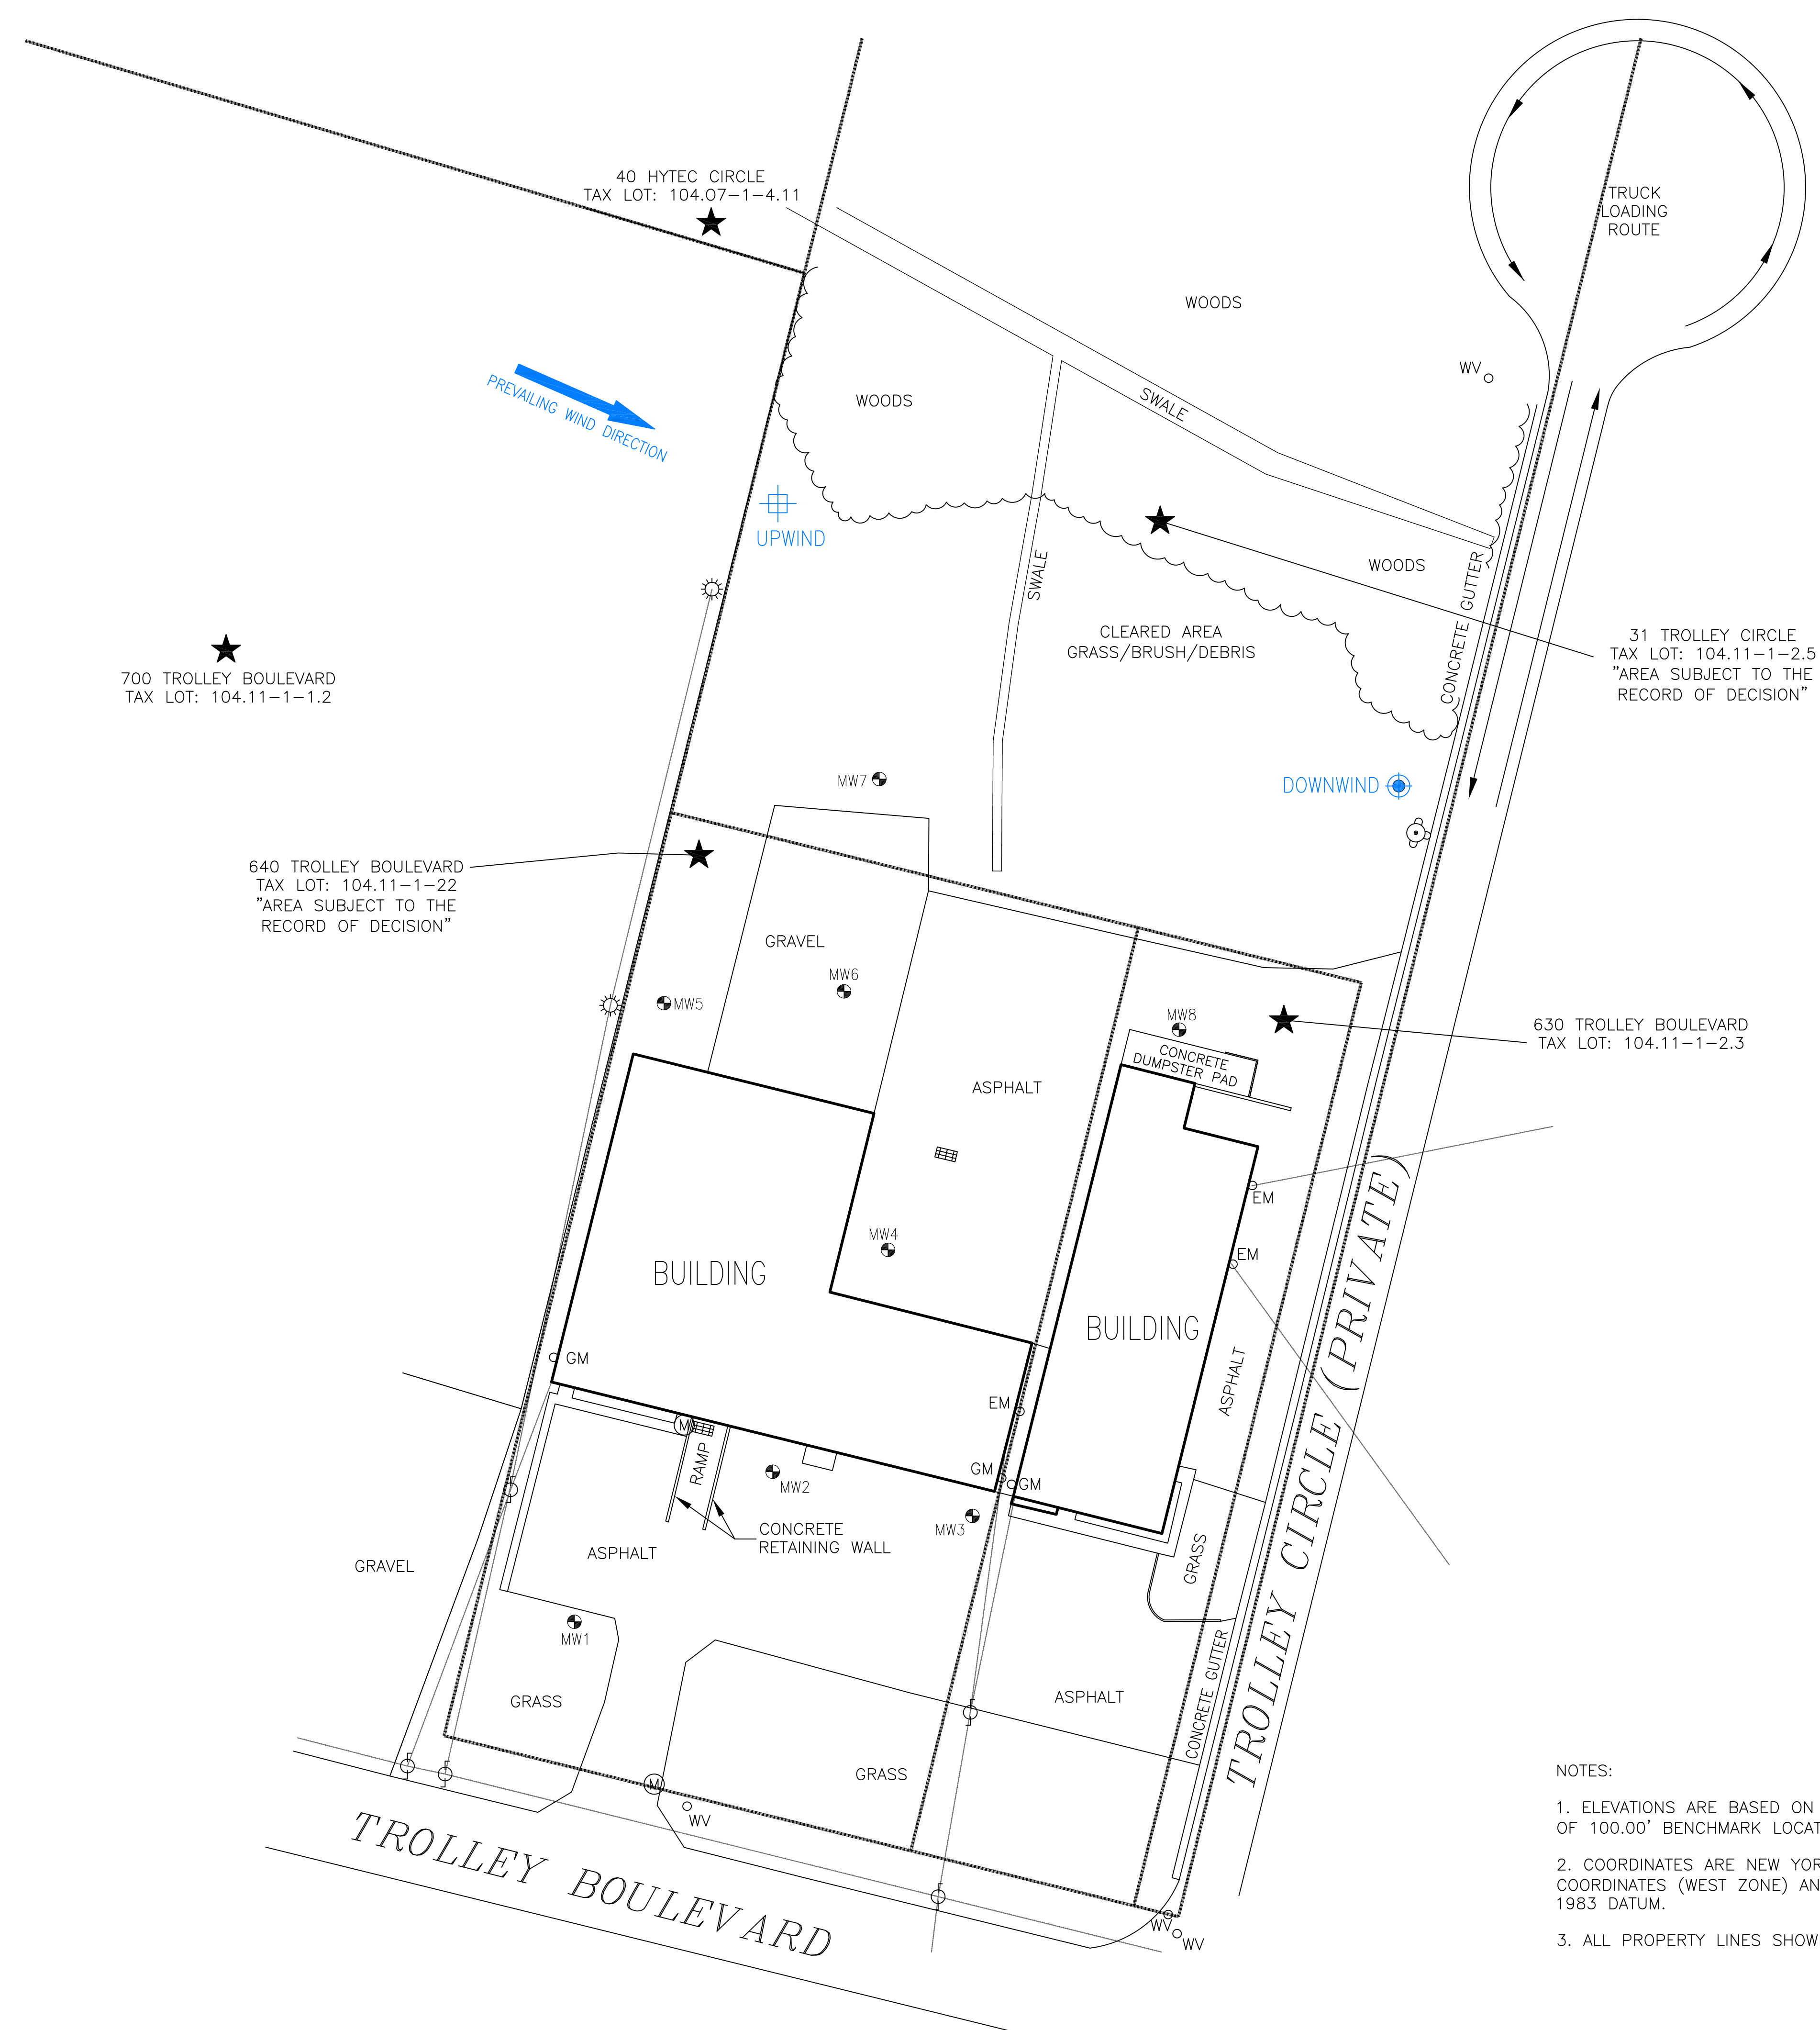 40 HYTEC CIRCLE
TAX LOT: 104.07-1-4.11
TRUCK
LOADING
ROUTE
WOODS
WV
PREVAILING WIND DIRECTION
WOODS
SWALE
UPWIND
SWALE
WOODS
CONCRETE GUTTER
CLEARED AREA
GRASS/BRUSH/DEBRIS
31 TROLLEY CIRCLE
TAX LOT: 104.11-1-2.5
"AREA SUBJECT TO THE
RECORD OF DECISION"
700 TROLLEY BOULEVARD
TAX LOT: 104.11-1-1.2
MW7
DOWNWIND
640 TROLLEY BOULEVARD
TAX LOT: 104.11-1-22
"AREA SUBJECT TO THE
RECORD OF DECISION"
GRAVEL
MW6
MW5
MW8
630 TROLLEY BOULEVARD
TAX LOT: 104.11-1-2.3
CONCRETE
DUMPSTER PAD
ASPHALT
EM
MW4
EM
BUILDING
BUILDING
GM
ASPHALT
EM
M
RAMP
GM
GM
MW2
MW3
CONCRETE
RETAINING WALL
ASPHALT
GRAVEL
GRASS
MW1
GRASS
ASPHALT
CONCRETE GUTTER
TROLLEY CIRCLE (PRIVATE)
GRASS
M
WV
TROLLEY BOULEVARD
WV
WV
NOTES:
1. ELEVATIONS ARE BASED ON
OF 100.00' BENCHMARK
2. COORDINATES ARE NEW
COORDINATES (WEST ZONE)
1983 DATUM.
3. ALL PROPERTY LINES